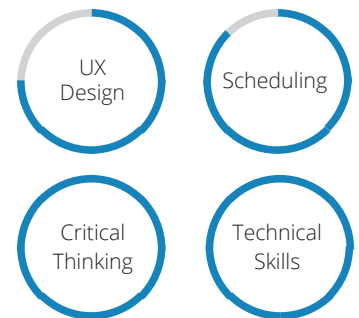 UX
Design
Scheduling
Critical
Thinking
Technical
Skills